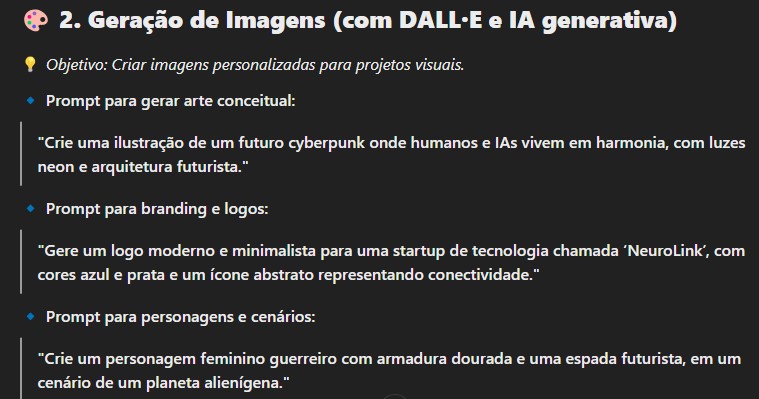 🎨 2. Geração de Imagens (com DALL·E e IA generativa)
💡 Objetivo: Criar imagens personalizadas para projetos visuais.
🔹 Prompt para gerar arte conceitual:
"Crie uma ilustração de um futuro cyberpunk onde humanos e IAs vivem em harmonia, com luzes
neon e arquitetura futurista."
🔹 Prompt para branding e logos:
"Gere um logo moderno e minimalista para uma startup de tecnologia chamada ‘NeuroLink’, com
cores azul e prata e um ícone abstrato representando conectividade."
🔹 Prompt para personagens e cenários:
"Crie um personagem feminino guerreiro com armadura dourada e uma espada futurista, em um
cenário de um planeta alienígena."